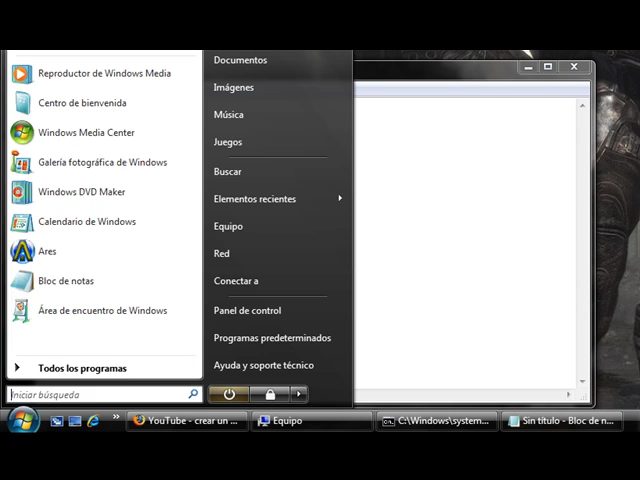 Reproductor de Windows Media
Centro de bienvenida
Windows Media Center
Galería fotográfica de Windows
Windows DVD Maker
Calendario de Windows
Ares
Bloc de notas
Área de encuentro de Windows
Todos los programas
Iniciar búsqueda
Documentos
Imágenes
Música
Juegos
Buscar
Elementos recientes
Equipo
Red
Conectar a
Panel de control
Programas predeterminados
Ayuda y soporte técnico
YouTube - crear un ...
Equipo
C:\Windows\system...
Sin título - Bloc de n...